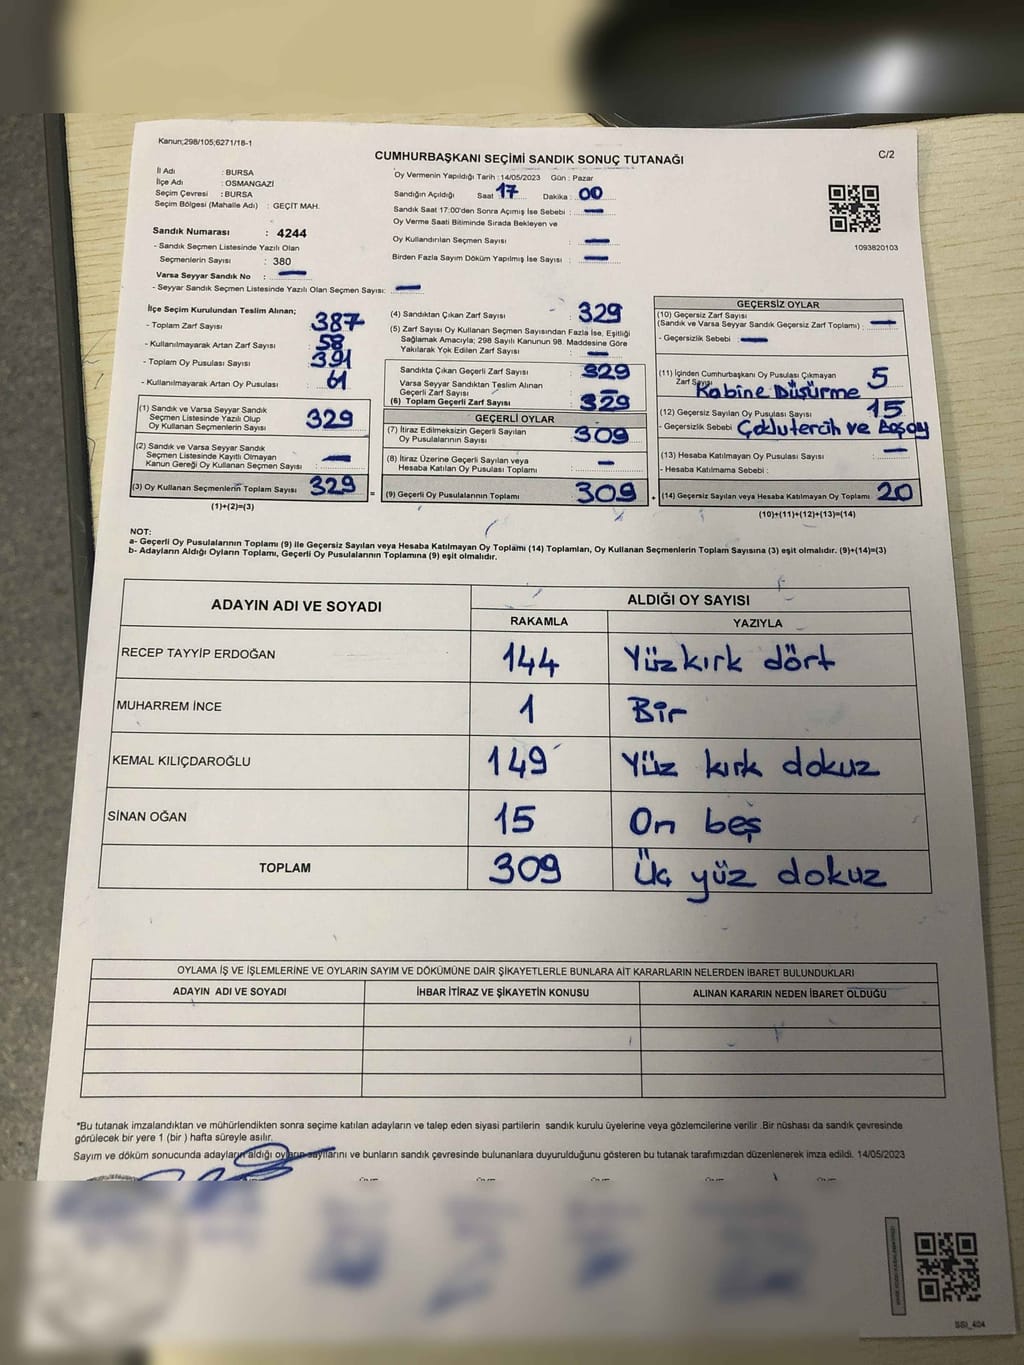 Kanun;298/105;6271/18-1
C/2
CUMHURBAŞKANI SEÇİMİ SANDIK SONUÇ TUTANAĞI
İl Adı : BURSA
İlçe Adı : OSMANGAZİ
Seçim Çevresi : BURSA
Seçim Bölgesi (Mahalle Adı) : GEÇİT MAH.
Sandık Numarası : 4244
- Sandık Seçmen Listesinde Yazılı Olan
Seçmenlerin Sayısı : 380
Varsa Seyyar Sandık No : —
- Seyyar Sandık Seçmen Listesinde Yazılı Olan Seçmen Sayısı: —
Oy Vermenin Yapıldığı Tarih :14/05/2023 Gün : Pazar
Sandığın Açıldığı Saat 17 Dakika : 00
Sandık Saat 17:00'den Sonra Açımış İse Sebebi : —
Oy Verme Saati Bitiminde Sırada Bekleyen ve
Oy Kullandırılan Seçmen Sayısı : —
Birden Fazla Sayım Döküm Yapılmış İse Sayısı : —
1093820103
İlçe Seçim Kurulundan Teslim Alınan;
- Toplam Zarf Sayısı : 387
- Kullanılmayarak Artan Zarf Sayısı : 58
- Toplam Oy Pusulası Sayısı : 391
- Kullanılmayarak Artan Oy Pusulası : 61
(1) Sandık ve Varsa Seyyar Sandık
Seçmen Listesinde Yazılı Olup
Oy Kullanan Seçmenlerin Sayısı : 329
(2) Sandık ve Varsa Seyyar Sandık
Seçmen Listesinde Kayıtlı Olmayan
Kanun Gereği Oy Kullanan Seçmen Sayısı : —
(3) Oy Kullanan Seçmenlerin Toplam Sayısı : 329
(1)+(2)=(3)
(4) Sandıktan Çıkan Zarf Sayısı : 329
(5) Zarf Sayısı Oy Kullanan Seçmen Sayısından Fazla İse, Eşitliği
Sağlamak Amacıyla; 298 Sayılı Kanunun 98. Maddesine Göre
Yakılarak Yok Edilen Zarf Sayısı : —
Sandıkta Çıkan Geçerli Zarf Sayısı : 329
Varsa Seyyar Sandıktan Teslim Alınan
Geçerli Zarf Sayısı : —
(6) Toplam Geçerli Zarf Sayısı : 329
GEÇERLİ OYLAR
(7) İtiraz Edilmeksizin Geçerli Sayılan
Oy Pusulalarının Sayısı : 309
(8) İtiraz Üzerine Geçerli Sayılan veya
Hesaba Katılan Oy Pusulası Toplamı : —
= (9) Geçerli Oy Pusulalarının Toplamı : 309
GEÇERSİZ OYLAR
(10) Geçersiz Zarf Sayısı
(Sandık ve Varsa Seyyar Sandık Geçersiz Zarf Toplamı) : —
- Geçersizlik Sebebi : —
(11) İçinden Cumhurbaşkanı Oy Pusulası Çıkmayan
Zarf Sayısı : 5
Kabine Düşürme
(12) Geçersiz Sayılan Oy Pusulası Sayısı : 15
- Geçersizlik Sebebi : Çoklutercih ve Boşoy
(13) Hesaba Katılmayan Oy Pusulası Sayısı : —
- Hesaba Katılmama Sebebi :
+ (14) Geçersiz Sayılan veya Hesaba Katılmayan Oy Toplamı : 20
(10)+(11)+(12)+(13)=(14)
NOT:
a- Geçerli Oy Pusulalarının Toplamı (9) ile Geçersiz Sayılan veya Hesaba Katılmayan Oy Toplamı (14) Toplamları, Oy Kullanan Seçmenlerin Toplam Sayısına (3) eşit olmalıdır. (9)+(14)=(3)
b- Adayların Aldığı Oyların Toplamı, Geçerli Oy Pusulalarının Toplamına (9) eşit olmalıdır.
ADAYIN ADI VE SOYADI
ALDIĞI OY SAYISI
RAKAMLA YAZIYLA
RECEP TAYYİP ERDOĞAN 144 Yüzkırk dört
MUHARREM İNCE 1 Bir
KEMAL KILIÇDAROĞLU 149 Yüz kırk dokuz
SİNAN OĞAN 15 On beş
TOPLAM 309 Üç yüz dokuz
OYLAMA İŞ VE İŞLEMLERİNE VE OYLARIN SAYIM VE DÖKÜMÜNE DAİR ŞİKAYETLERLE BUNLARA AİT KARARLARIN NELERDEN İBARET BULUNDUKLARI
ADAYIN ADI VE SOYADI İHBAR İTİRAZ VE ŞİKAYETİN KONUSU ALINAN KARARIN NEDEN İBARET OLDUĞU
*Bu tutanak imzalandıktan ve mühürlendikten sonra seçime katılan adayların ve talep eden siyasi partilerin sandık kurulu üyelerine veya gözlemcilerine verilir .Bir nüshası da sandık çevresinde
görülecek bir yere 1 (bir ) hafta süreyle asılır.
Sayım ve döküm sonucunda adayların aldığı oyların sayılarını ve bunların sandık çevresinde bulunanlara duyurulduğunu gösteren bu tutanak tarafımızdan düzenlenerek imza edildi. 14/05/2023
SSI_404